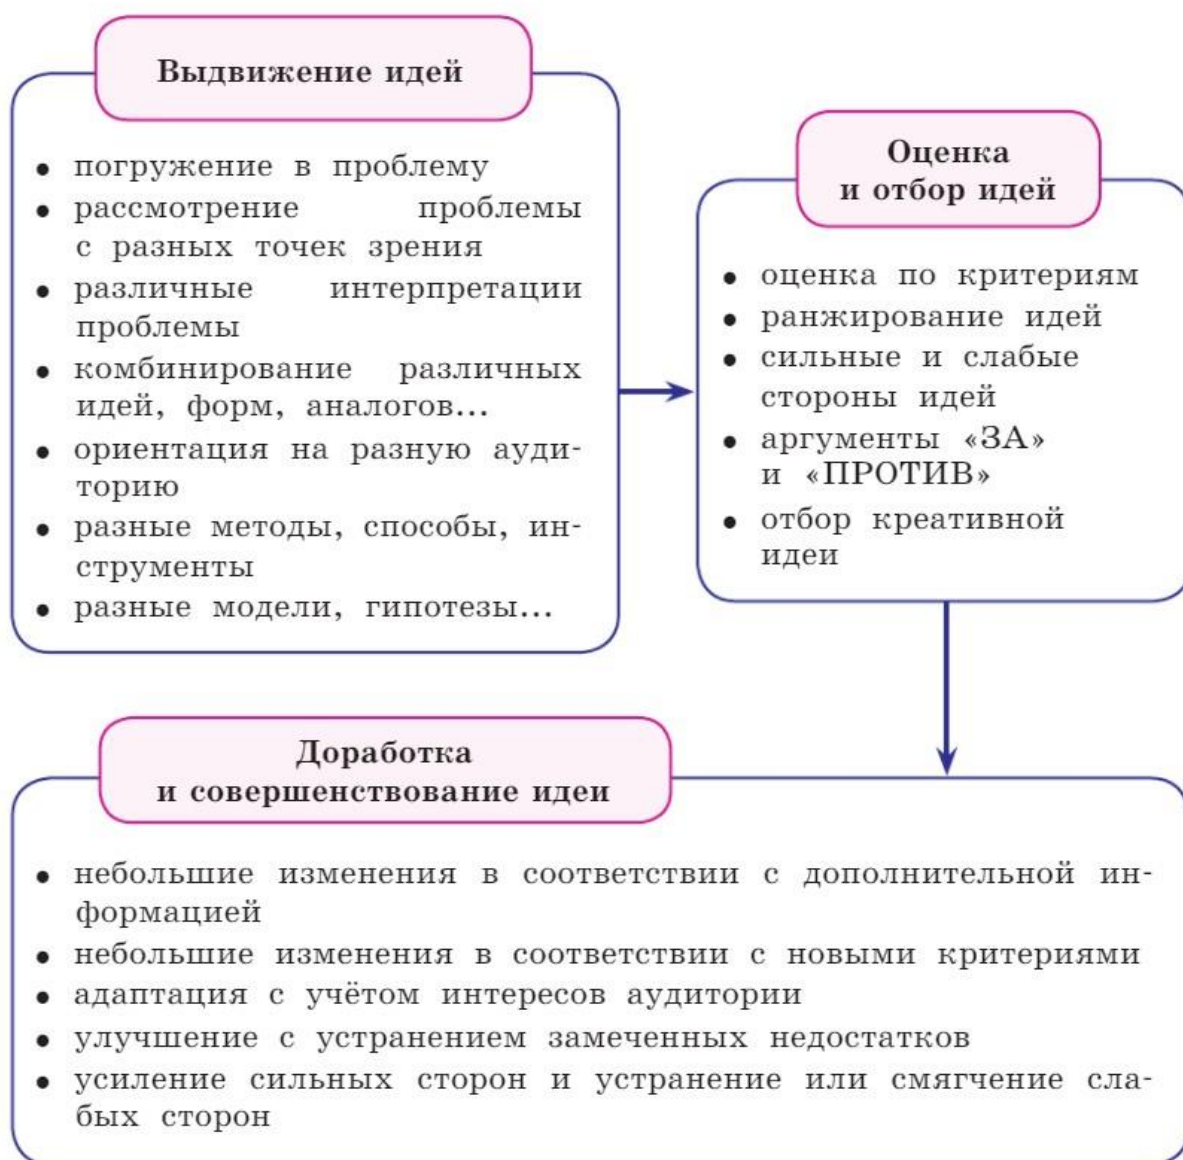 Выдвижение идей
• погружение в проблему
• рассмотрение проблемы
с разных точек зрения
• различные интерпретации
проблемы
• комбинирование различных
идей, форм, аналогов...
• ориентация на разную ауди-
торию
• разные методы, способы, ин-
струменты
• разные модели, гипотезы...
Оценка
и отбор идей
• оценка по критериям
• ранжирование идей
• сильные и слабые
стороны идей
• аргументы «ЗА»
и «ПРОТИВ»
• отбор креативной
идеи
Доработка
и совершенствование идеи
• небольшие изменения в соответствии с дополнительной ин-
формацией
• небольшие изменения в соответствии с новыми критериями
• адаптация с учётом интересов аудитории
• улучшение с устранением замеченных недостатков
• усиление сильных сторон и устранение или смягчение сла-
бых сторон